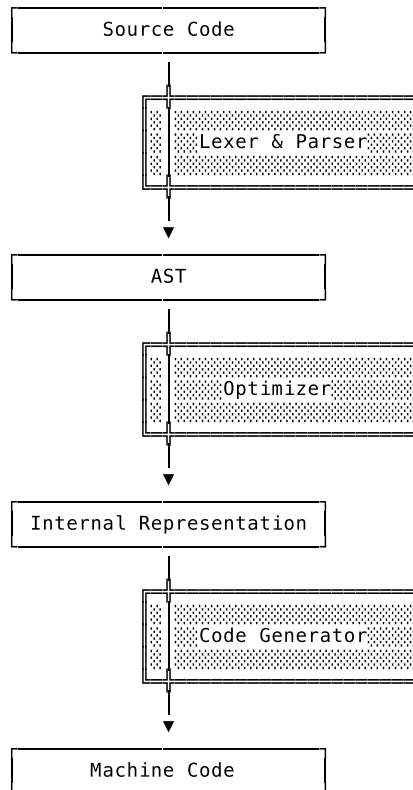 Source Code
Lexer & Parser
AST
Optimizer
Internal Representation
Code Generator
Machine Code